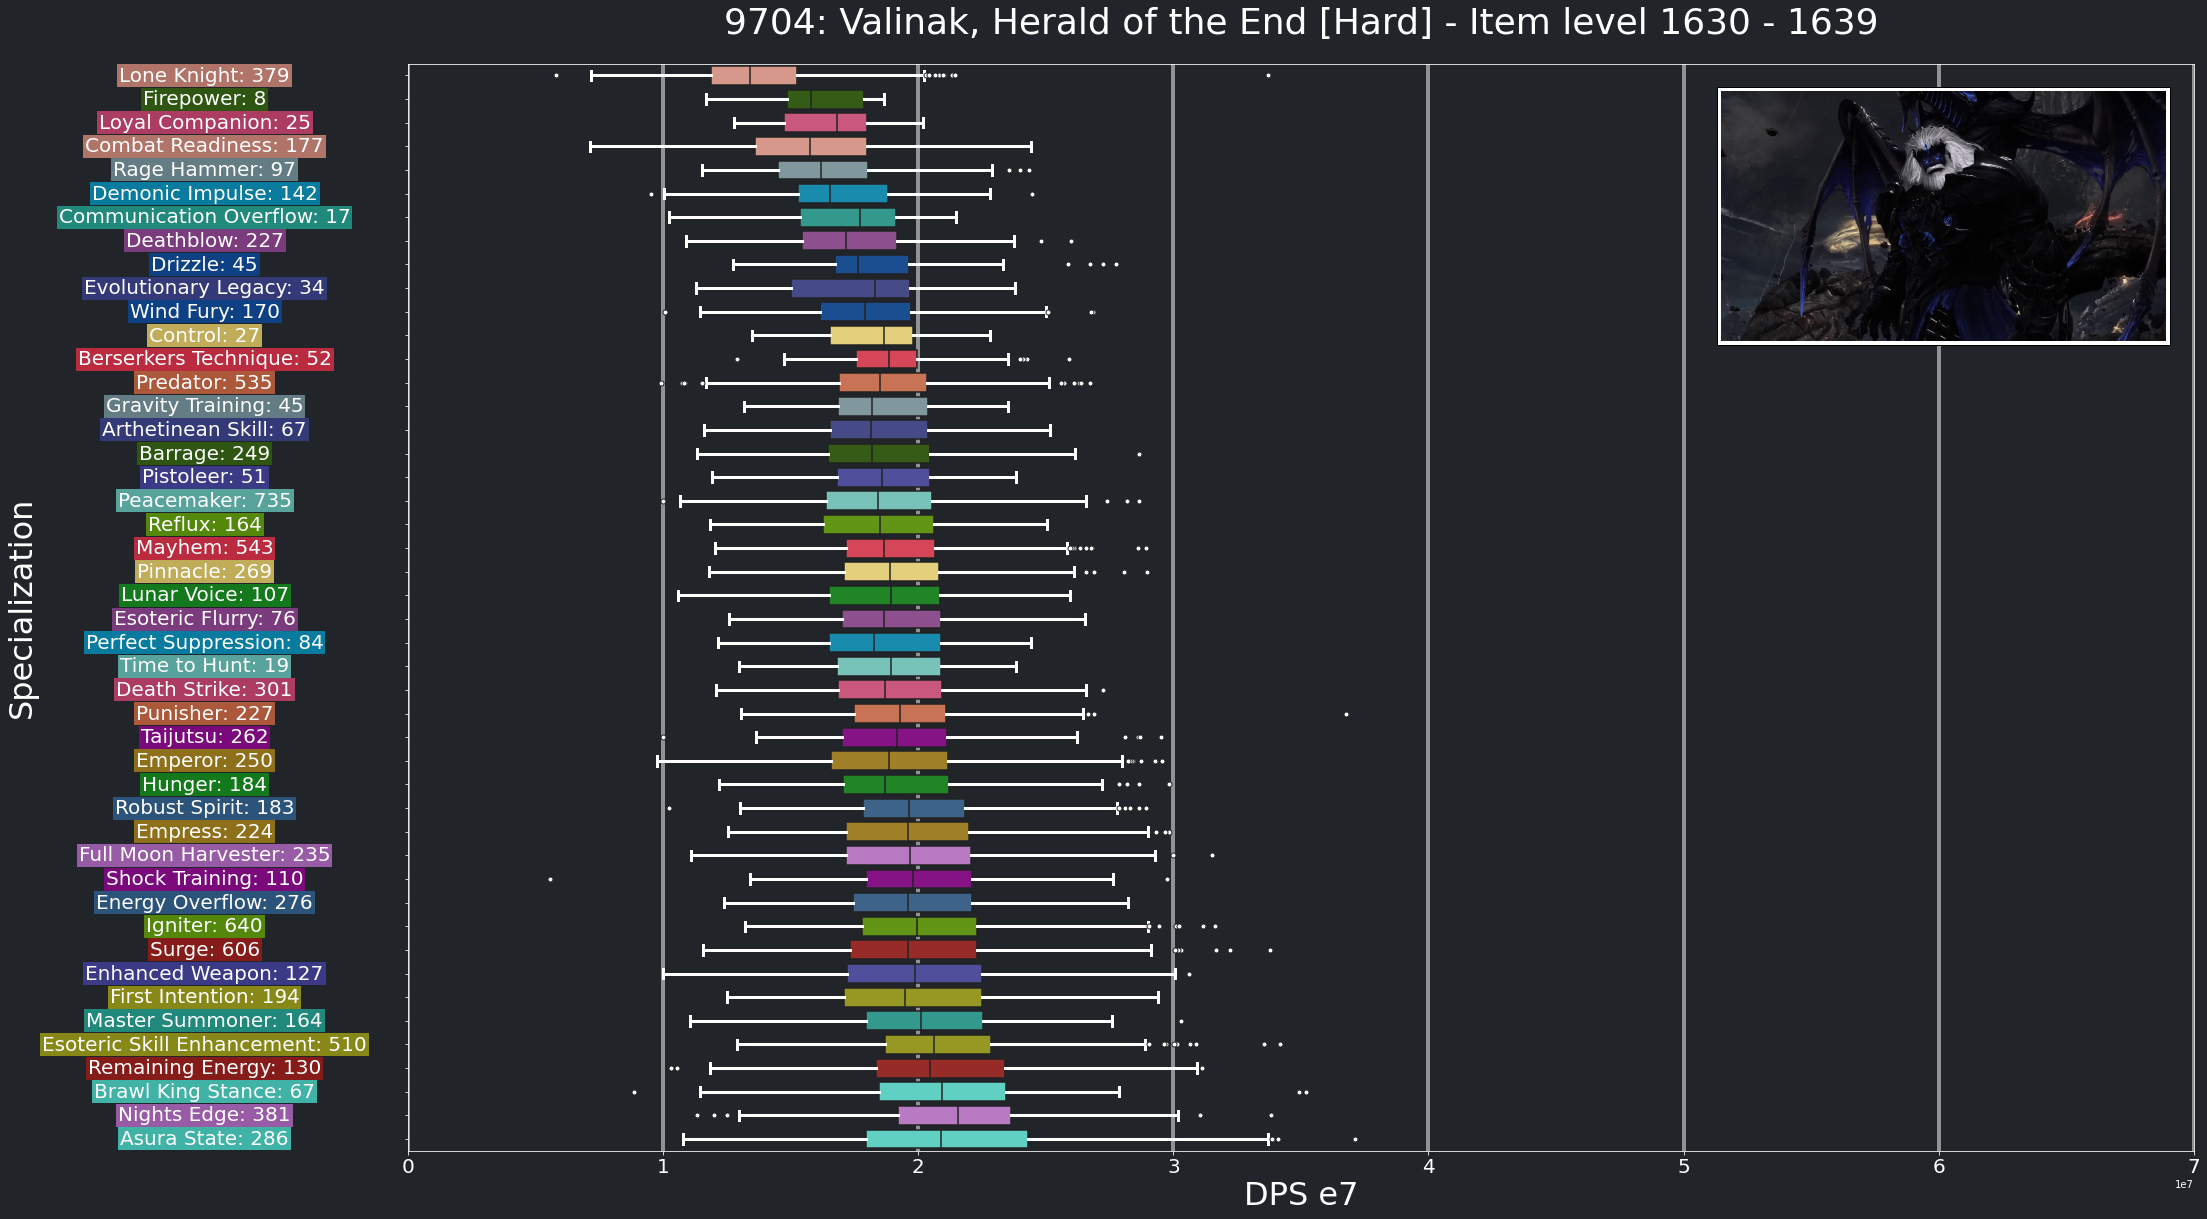 9704: Valinak, Herald of the End [Hard] - Item level 1630 - 1639
Lone Knight: 379
Firepower: 8
Loyal Companion: 25
Combat Readiness: 177
Rage Hammer: 97
Demonic Impulse: 142
Communication Overflow: 17
Deathblow: 227
Drizzle: 45
Evolutionary Legacy: 34
Wind Fury: 170
Control: 27
Berserkers Technique: 52
Predator: 535
Gravity Training: 45
Arthetinean Skill: 67
Barrage: 249
Pistoleer: 51
Peacemaker: 735
Reflux: 164
Mayhem: 543
Pinnacle: 269
Lunar Voice: 107
Esoteric Flurry: 76
Perfect Suppression: 84
Time to Hunt: 19
Death Strike: 301
Punisher: 227
Taijutsu: 262
Emperor: 250
Hunger: 184
Robust Spirit: 183
Empress: 224
Full Moon Harvester: 235
Shock Training: 110
Energy Overflow: 276
Igniter: 640
Surge: 606
Enhanced Weapon: 127
First Intention: 194
Master Summoner: 164
Esoteric Skill Enhancement: 510
Remaining Energy: 130
Brawl King Stance: 67
Nights Edge: 381
Asura State: 286
Specialization
0 1 2 3 4 5 6 7
1e7
DPS e7